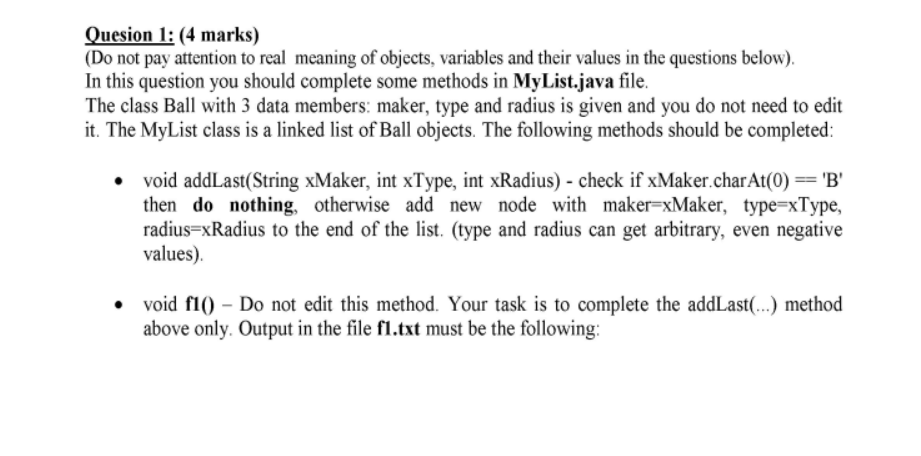 Quesion 1: (4 marks)
(Do not pay attention to real meaning of objects, variables and their values in the questions below).
In this question you should complete some methods in MyList.java file.
The class Ball with 3 data members: maker, type and radius is given and you do not need to edit
it. The MyList class is a linked list of Ball objects. The following methods should be completed:
• void addLast(String xMaker, int xType, int xRadius) - check if xMaker.charAt(0) == 'B'
then do nothing, otherwise add new node with maker=xMaker, type=xType,
radius=xRadius to the end of the list. (type and radius can get arbitrary, even negative
values).
• void f1() – Do not edit this method. Your task is to complete the addLast(...) method
above only. Output in the file f1.txt must be the following: